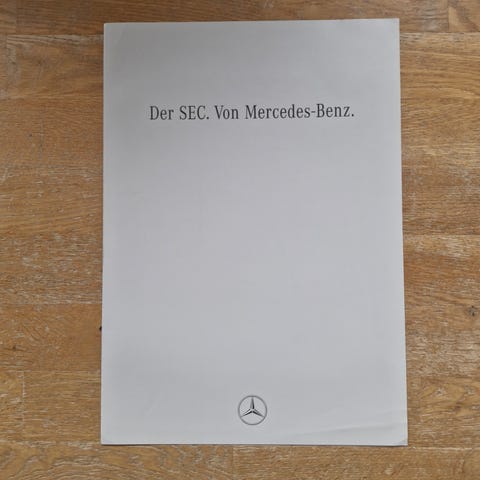 Der SEC. Von Mercedes-Benz.